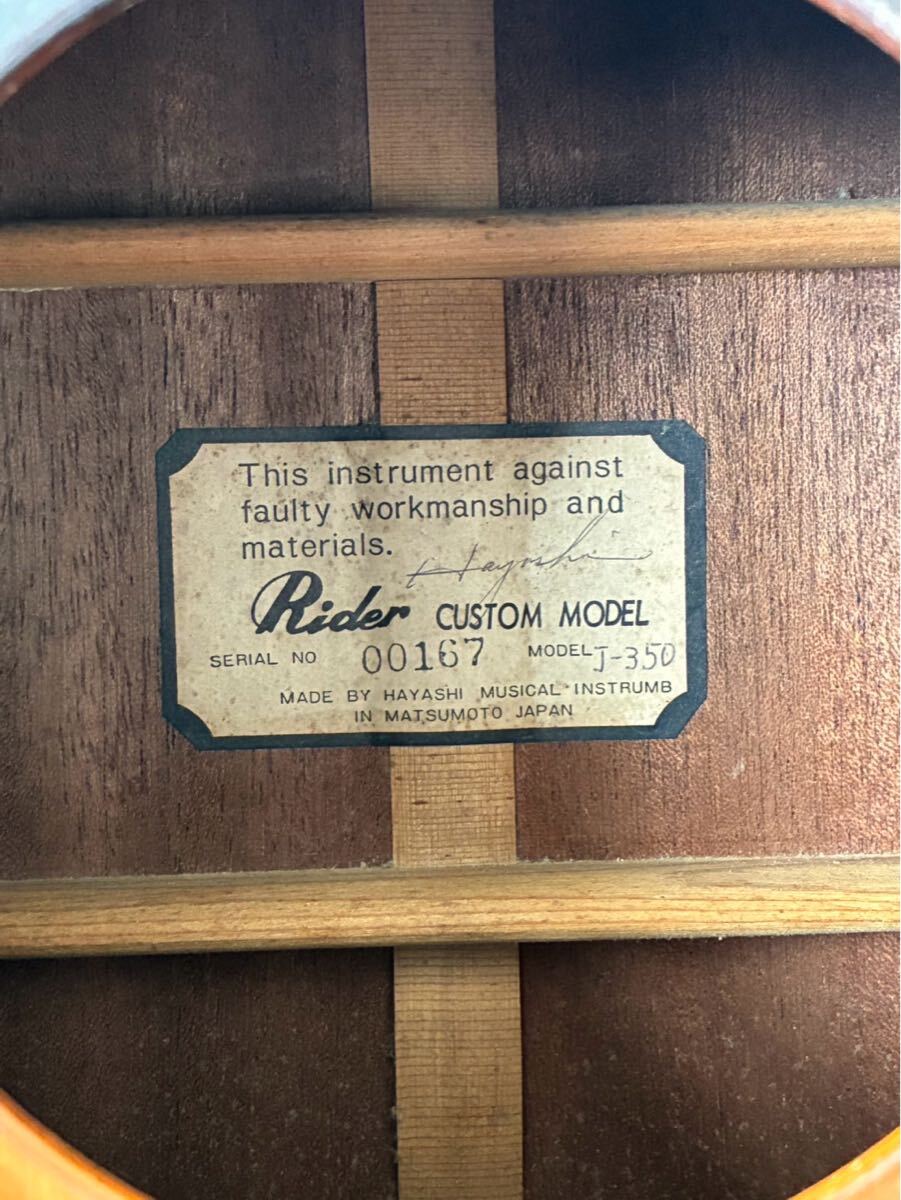 This instrument against
faulty workmanship and
materials.
Hayashi
Rider CUSTOM MODEL
SERIAL NO 00167 MODEL J-350
MADE BY HAYASHI MUSICAL INSTRUMB
IN MATSUMOTO JAPAN